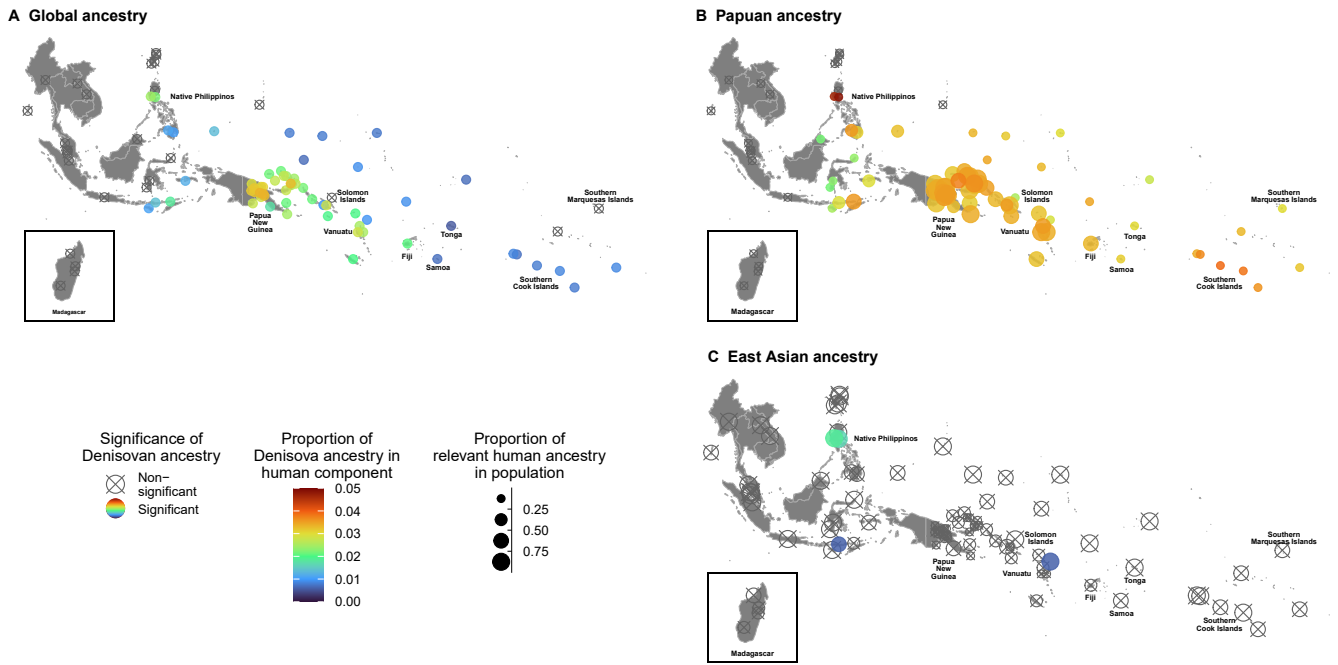 A Global ancestry
Native Philippinos
Solomon
Islands
Southern
Marquesas Islands
Papua
New
Guinea
Vanuatu
Fiji
Tonga
Samoa
Southern
Cook Islands
Madagascar
B Papuan ancestry
Native Philippinos
Solomon
Islands
Southern
Marquesas Islands
Papua
New
Guinea
Vanuatu
Fiji
Tonga
Samoa
Southern
Cook Islands
Madagascar
C East Asian ancestry
Native Philippinos
Solomon
Islands
Southern
Marquesas Islands
Papua
New
Guinea
Vanuatu
Fiji
Tonga
Samoa
Southern
Cook Islands
Madagascar
Significance of
Denisovan ancestry
Non−
significant
Significant
Proportion of
Denisova ancestry in
human component
0.05
0.04
0.03
0.02
0.01
0.00
Proportion of
relevant human ancestry
in population
0.25
0.50
0.75